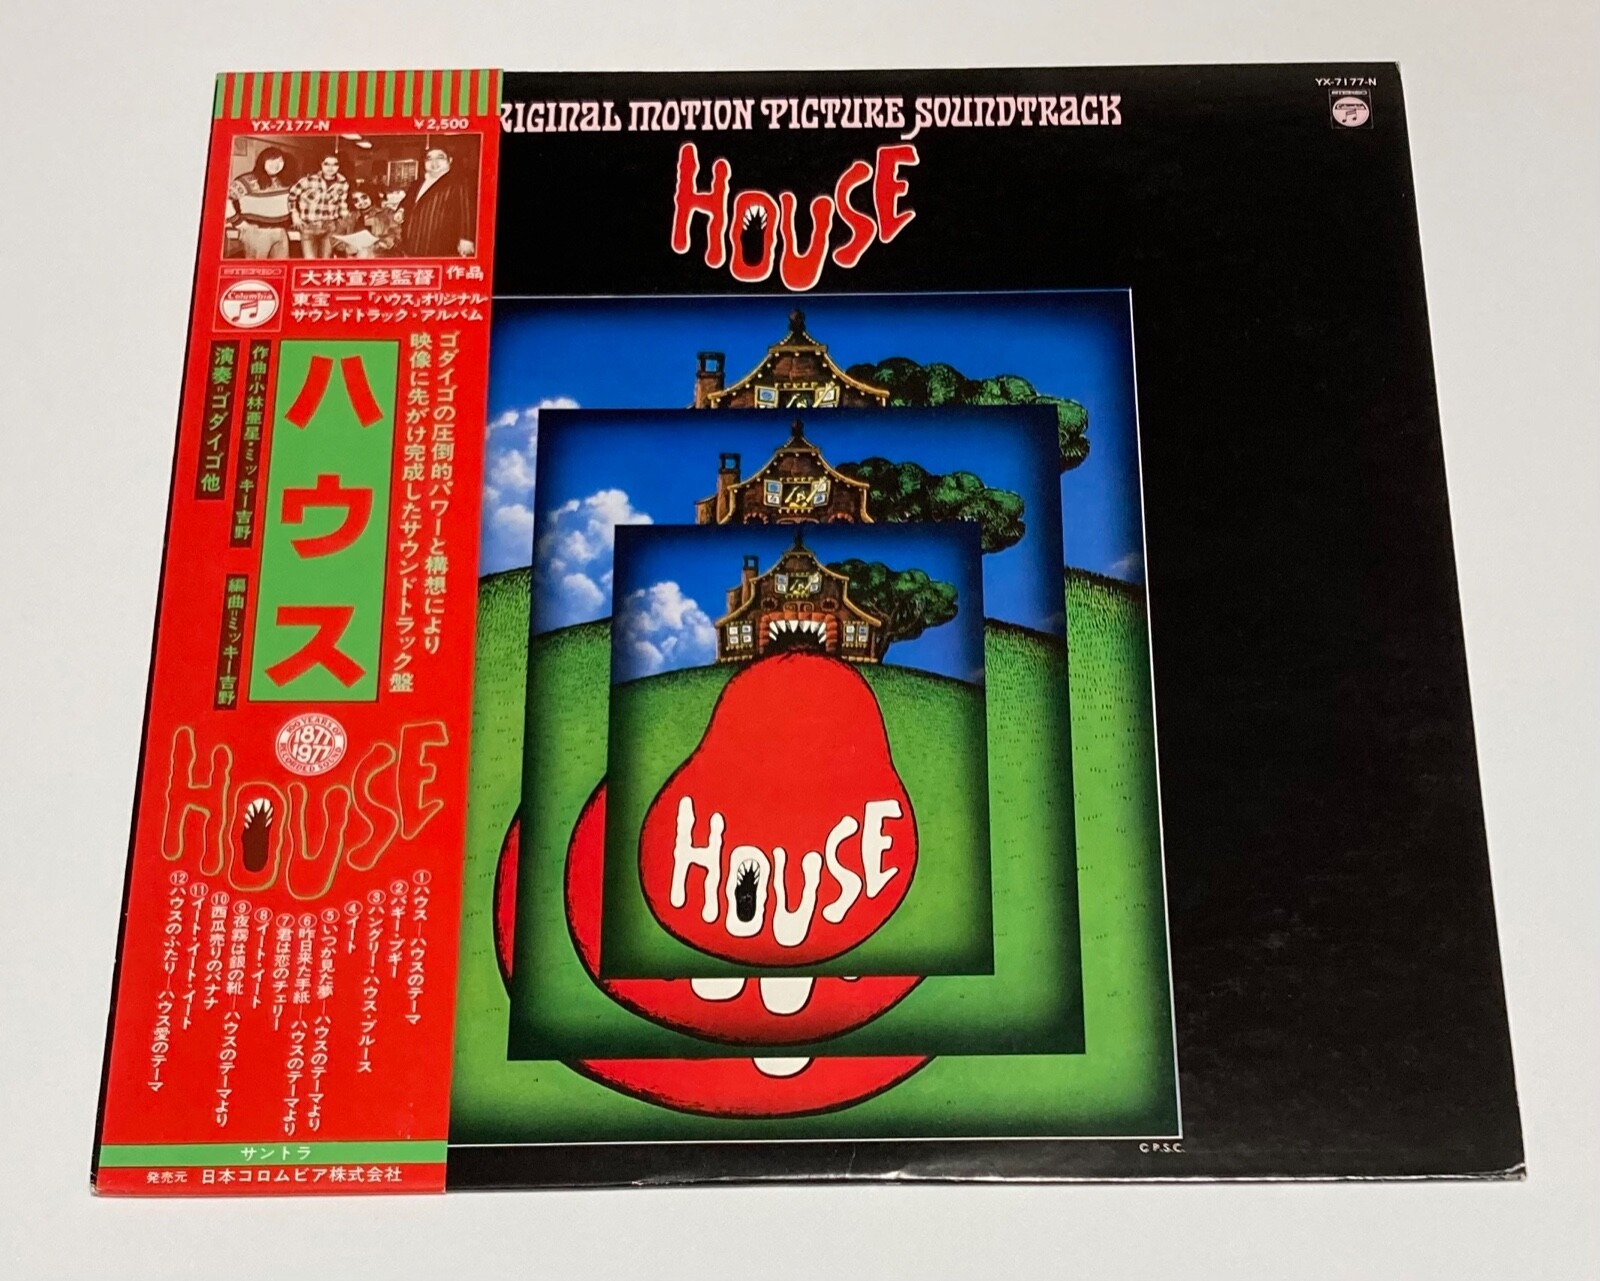 YX-7177-N
¥2,500
STEREO
Columbia
大林宣彦監督 作品
東宝―「ハウス」オリジナル
サウンドトラック・アルバム
ゴダイゴの圧倒的パワーと構想により
映像に先がけ完成したサウンドトラック盤
ハウス
作曲=小林亜星・ミッキー吉野
編曲=ミッキー吉野
演奏=ゴダイゴ他
100 YEARS OF
1877
1977
RECORDED SOUND
HOUSE
①ハウス―ハウスのテーマ
②バギー・ブギー
③ハングリー・ハウス・ブルース
④イート
⑤いつか見た夢―ハウスのテーマより
⑥昨日来た手紙―ハウスのテーマより
⑦君は恋のチェリー
⑧イート・イート
⑨夜霧は銀の靴―ハウスのテーマより
⑩西瓜売りのバナナ
⑪イート・イート・イート
⑫ハウスのふたり―ハウス愛のテーマ
サントラ
発売元 日本コロムビア株式会社
RIGINAL MOTION PICTURE SOUNDTRACK
HOUSE
YX-7177-N
STEREO
Columbia
HOUSE
© P.S.C.